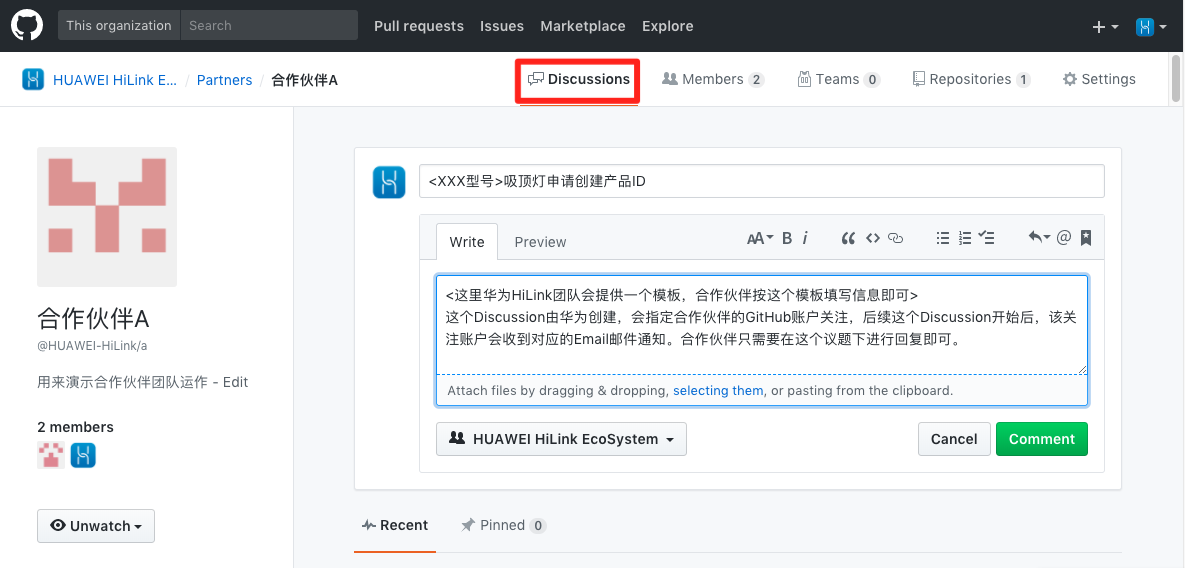 This organization Search Pull requests Issues Marketplace Explore
HUAWEI HiLink E... / Partners / 合作伙伴A Discussions Members 2 Teams 0 Repositories 1 Settings
<XXX型号>吸顶灯申请创建产品ID
Write Preview AA B i
<这里华为HiLink团队会提供一个模板，合作伙伴按这个模板填写信息即可>
这个Discussion由华为创建，会指定合作伙伴的GitHub账户关注，后续这个Discussion开始后，该关
注账户会收到对应的Email邮件通知。合作伙伴只需要在这个议题下进行回复即可。
Attach files by dragging & dropping, selecting them, or pasting from the clipboard.
HUAWEI HiLink EcoSystem Cancel Comment
合作伙伴A
@HUAWEI-HiLink/a
用来演示合作伙伴团队运作 - Edit
2 members
Unwatch
Recent Pinned 0